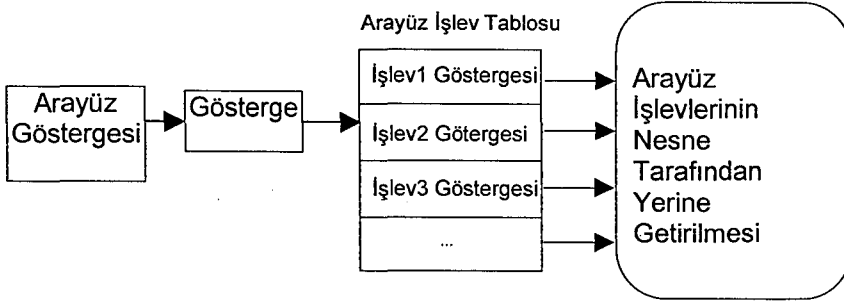 Arayüz İşlev Tablosu
Arayüz
Göstergesi
Gösterge
İşlev1 Göstergesi
İşlev2 Götergesi
İşlev3 Göstergesi
...
Arayüz
İşlevlerinin
Nesne
Tarafından
Yerine
Getirilmesi